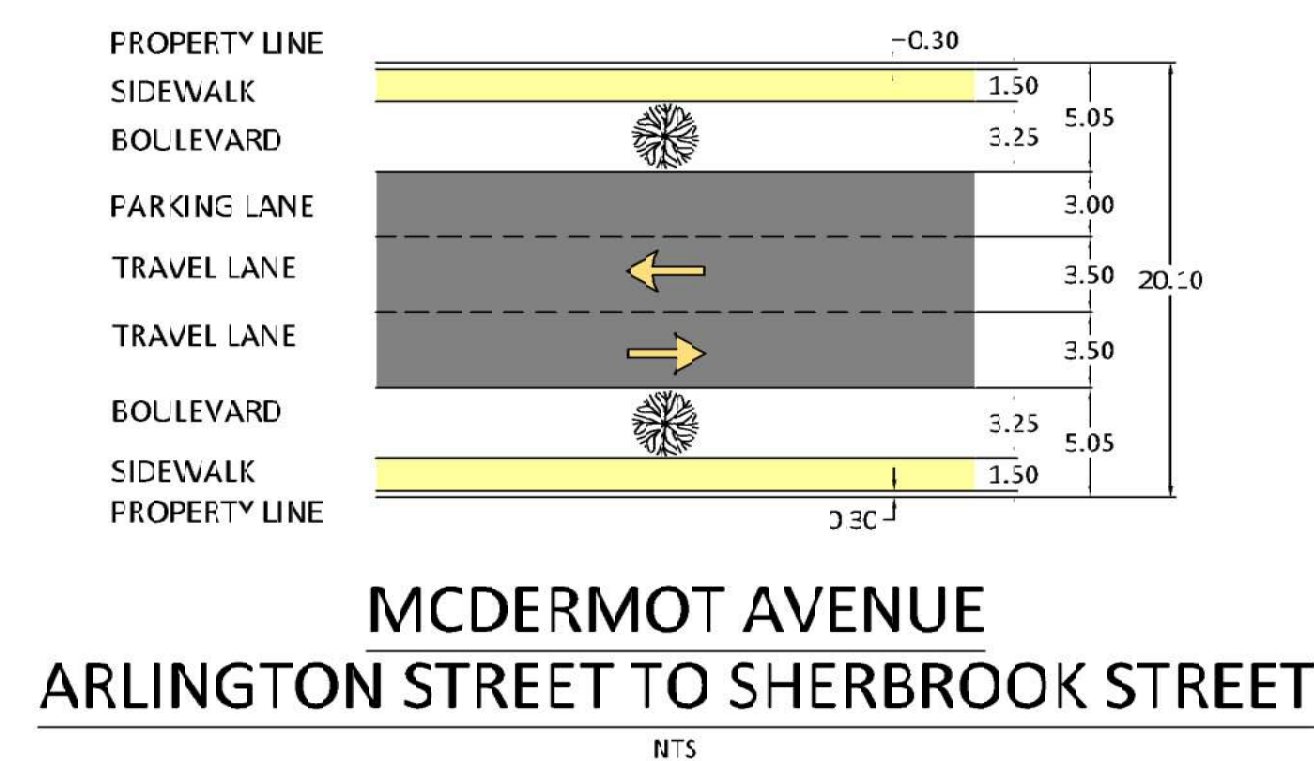 PROPERTY LINE
0.30
SIDEWALK
1.50
5.05
BOULEVARD
3.25
PARKING LANE
3.00
TRAVEL LANE
3.50
20.10
TRAVEL LANE
3.50
BOULEVARD
3.25
5.05
SIDEWALK
1.50
PROPERTY LINE
0.30
MCDERMOT AVENUE
ARLINGTON STREET TO SHERBROOK STREET
NTS